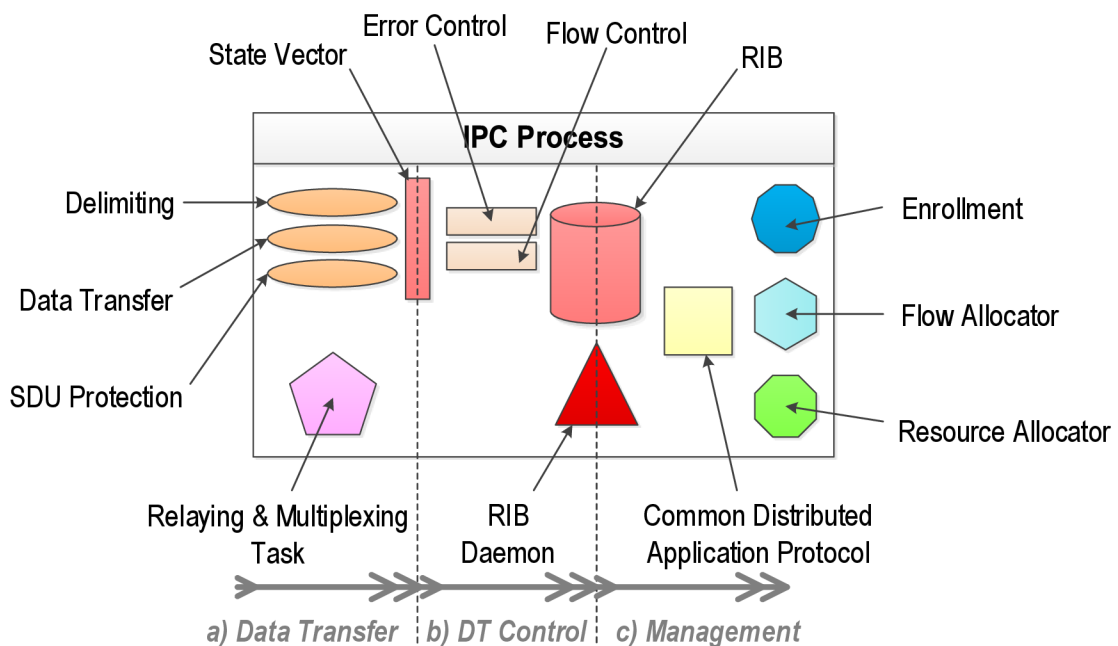 Error Control
Flow Control
State Vector
RIB
IPC Process
Delimiting
Enrollment
Data Transfer
Flow Allocator
SDU Protection
Resource Allocator
Relaying & Multiplexing
Task
RIB
Daemon
Common Distributed
Application Protocol
a) Data Transfer
b) DT Control
c) Management